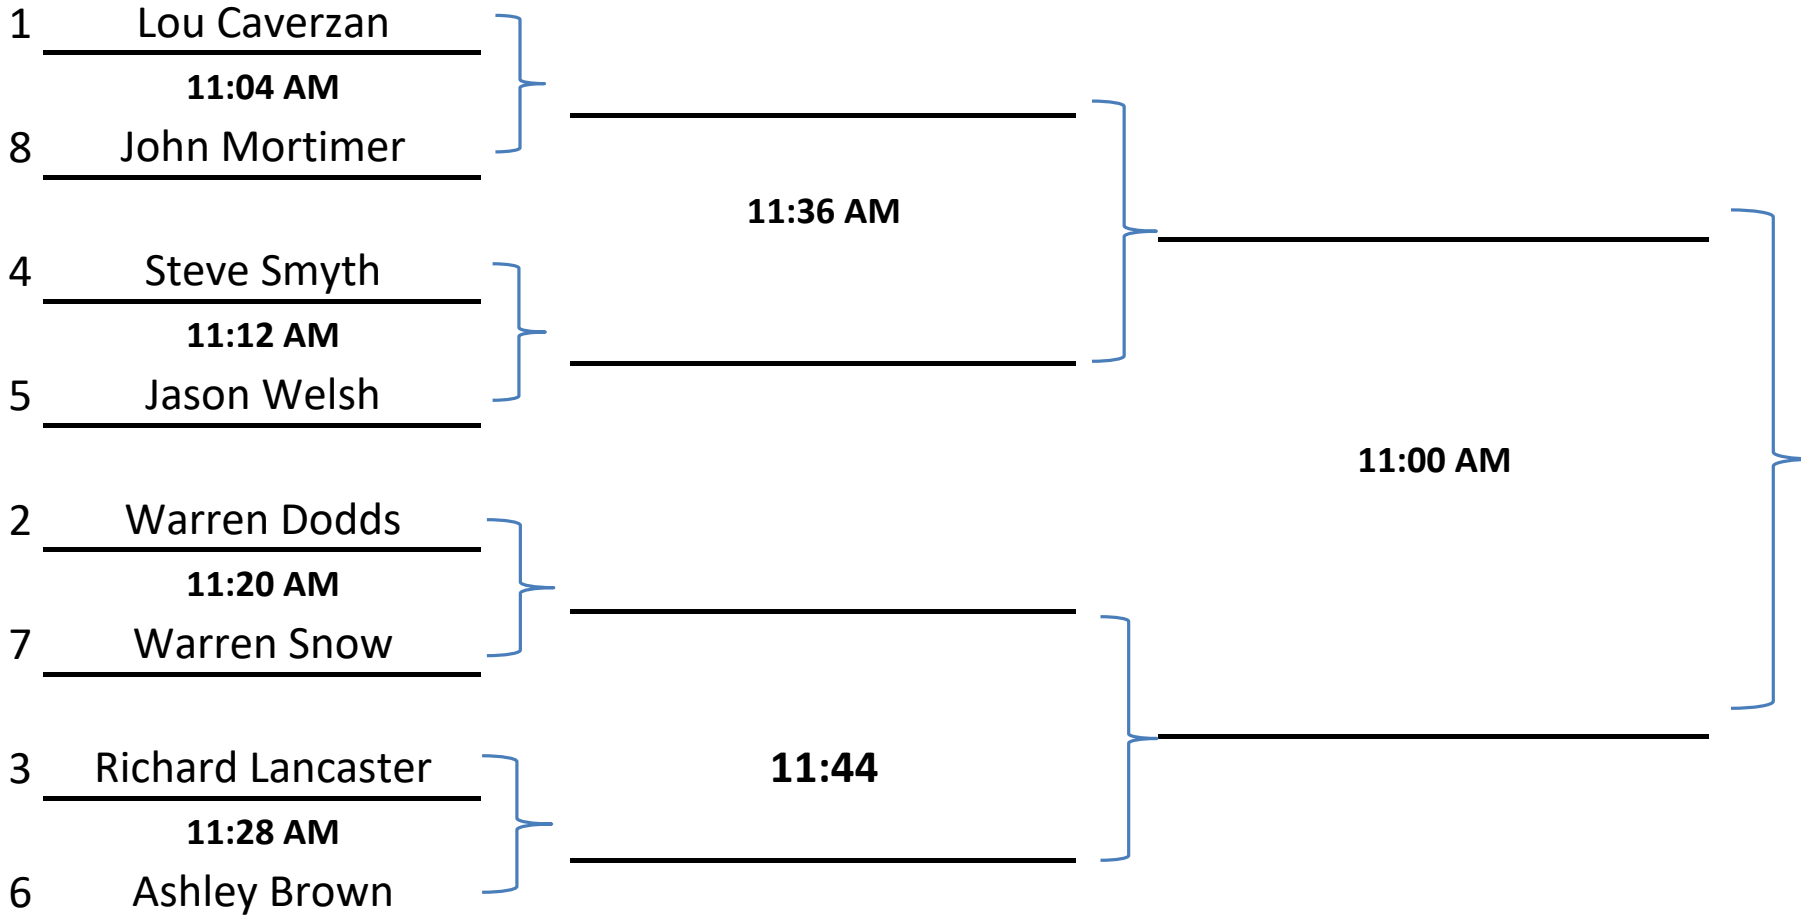 1 Lou Caverzan
11:04 AM
8 John Mortimer
11:36 AM
4 Steve Smyth
11:12 AM
5 Jason Welsh
11:00 AM
2 Warren Dodds
11:20 AM
7 Warren Snow
3 Richard Lancaster
11:44
11:28 AM
6 Ashley Brown